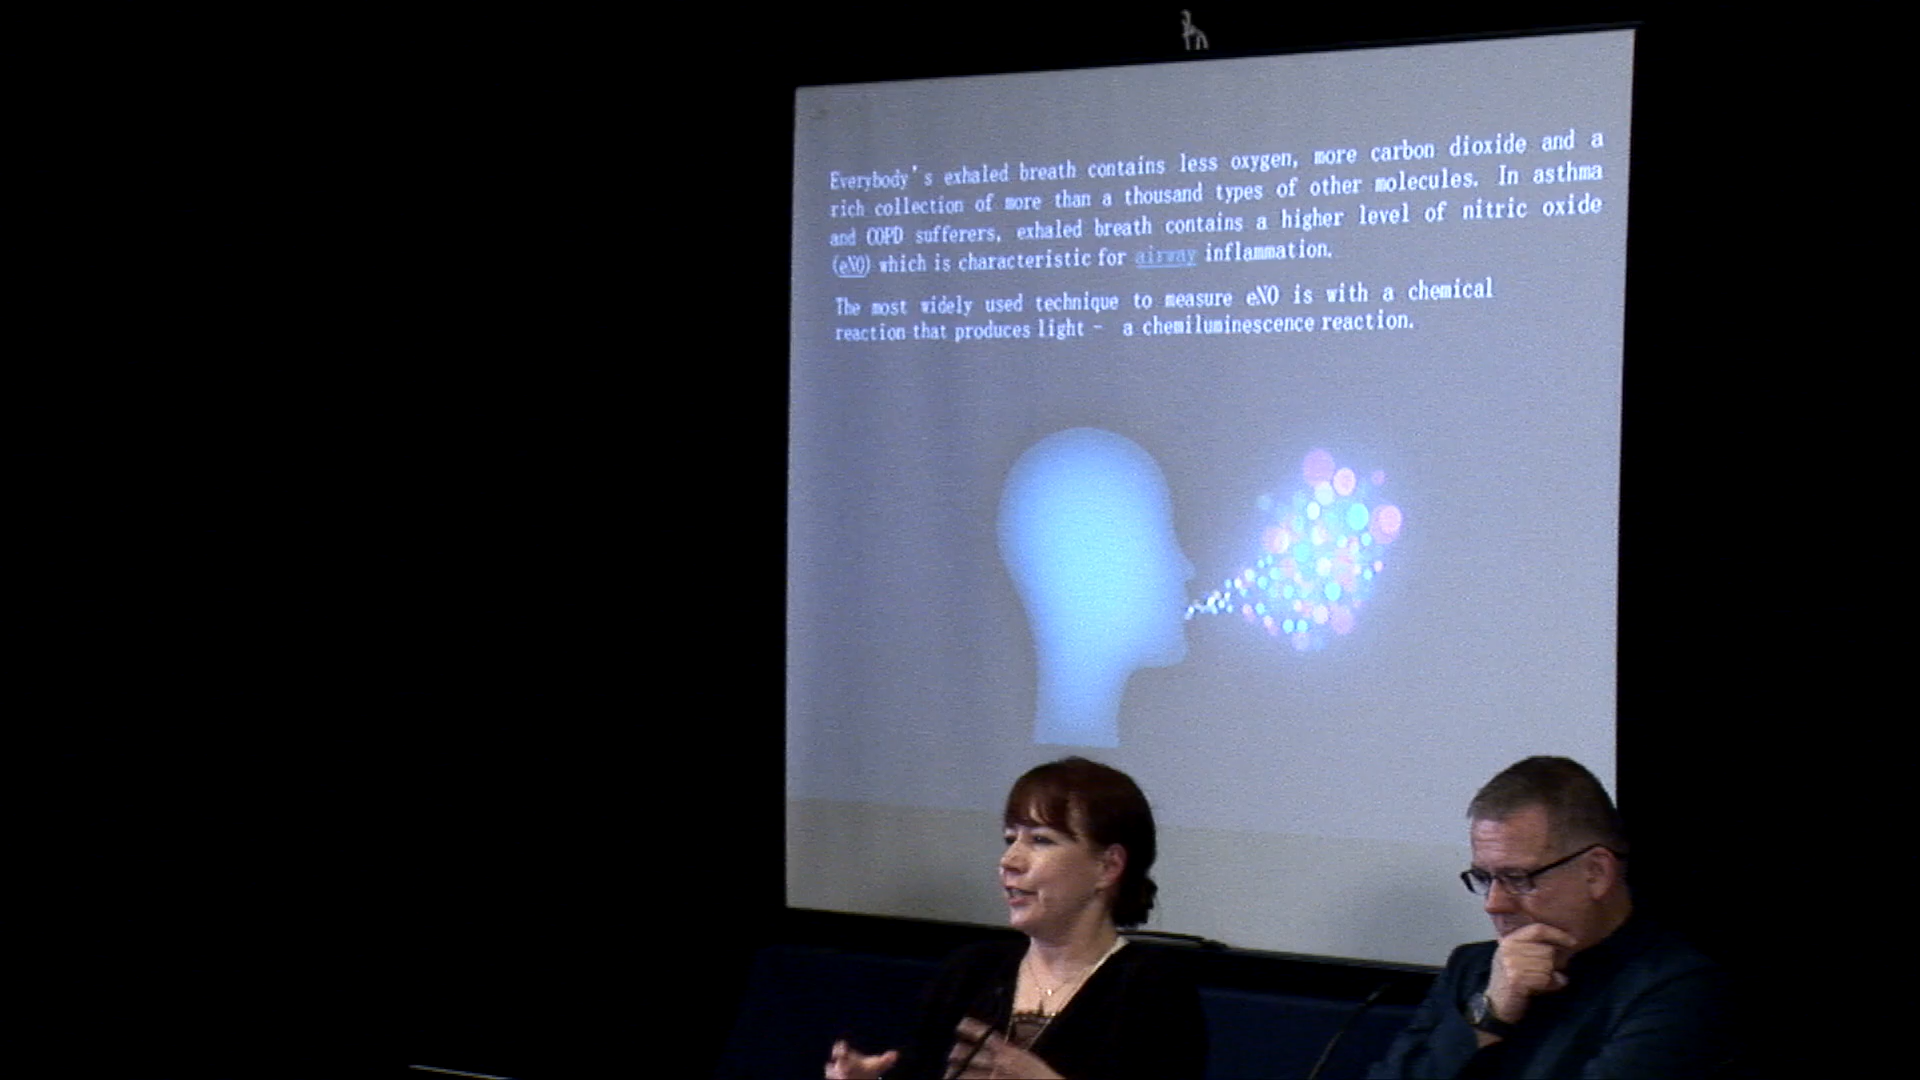 Everybody's exhaled breath contains less oxygen, more carbon dioxide and a
rich collection of more than a thousand types of other molecules. In asthma
and COPD sufferers, exhaled breath contains a higher level of nitric oxide
(eNO) which is characteristic for airway inflammation.
The most widely used technique to measure eNO is with a chemical
reaction that produces light - a chemiluminescence reaction.